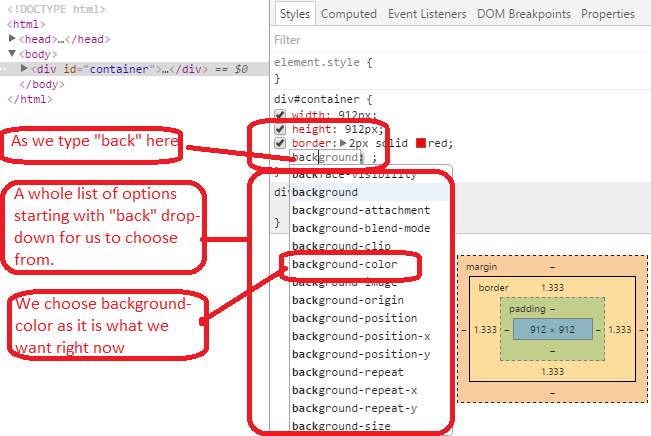 <!DOCTYPE html>
<html>
<head>…</head>
<body>
<div id="container">…</div> == $0
</body>
</html>
Styles Computed Event Listeners DOM Breakpoints Properties
Filter
element.style {
}
div#container {
width: 912px;
height: 912px;
border: 2px solid red;
background: ;
}
div
}
As we type "back" here
A whole list of options
starting with "back" drop-
down for us to choose
from.
We choose background-
color as it is what we
want right now
backface-visibility
background
background-attachment
background-blend-mode
background-clip
background-color
background-image
background-origin
background-position
background-position-x
background-position-y
background-repeat
background-repeat-x
background-repeat-y
background-size
margin –
border 1.333
padding –
– 1.333 – 912 × 912 – 1.333 –
–
1.333
–